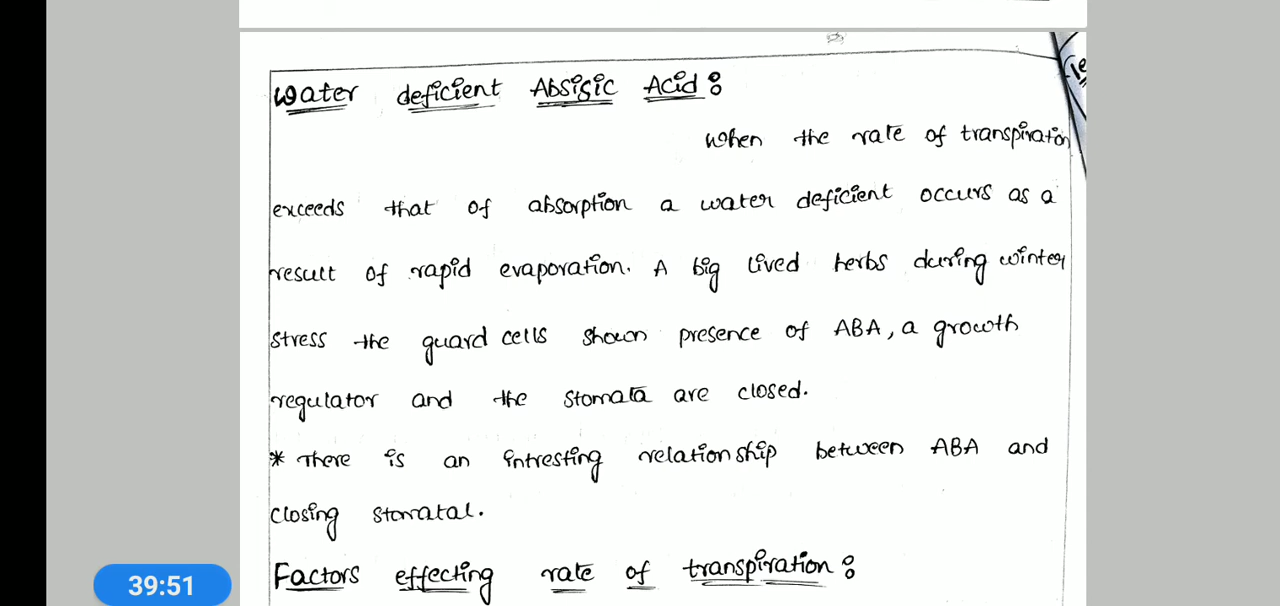 Water deficient Absisic Acid :
When the rate of transpiration
exceeds that of absorption a water deficient occurs as a
result of rapid evaporation. A big lived herbs during winter
stress the guard cells shown presence of ABA, a growth
regulator and the stomata are closed.
* There is an intresting relationship between ABA and
closing stomatal.
Factors effecting rate of transpiration :
39:51